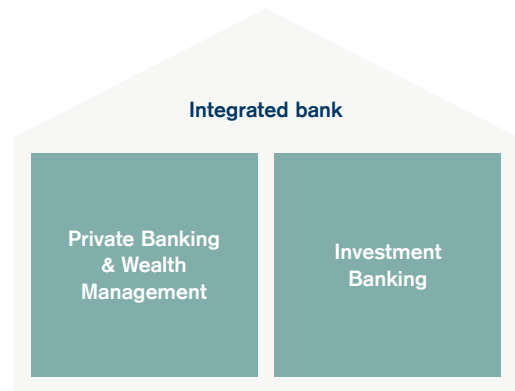 Integrated bank
Private Banking
& Wealth
Management
Investment
Banking